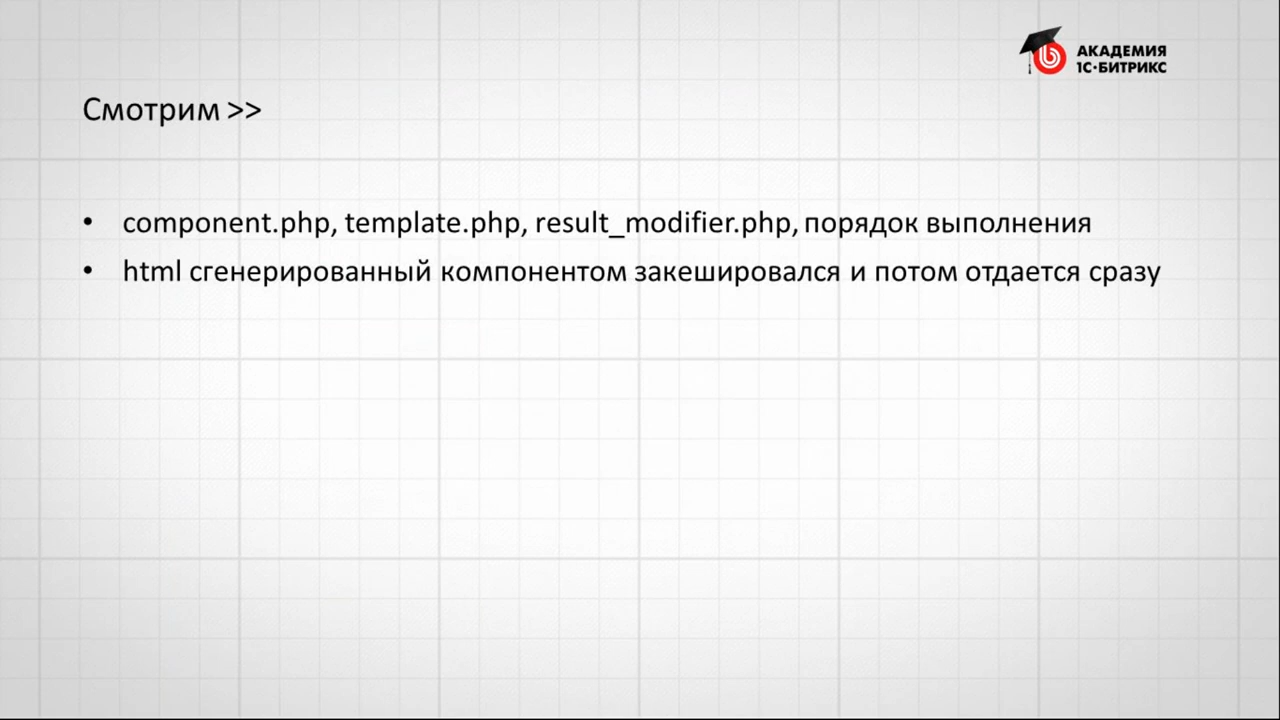 АКАДЕМИЯ
1С-БИТРИКС
Смотрим >>
• component.php, template.php, result_modifier.php, порядок выполнения
• html сгенерированный компонентом закешировался и потом отдается сразу